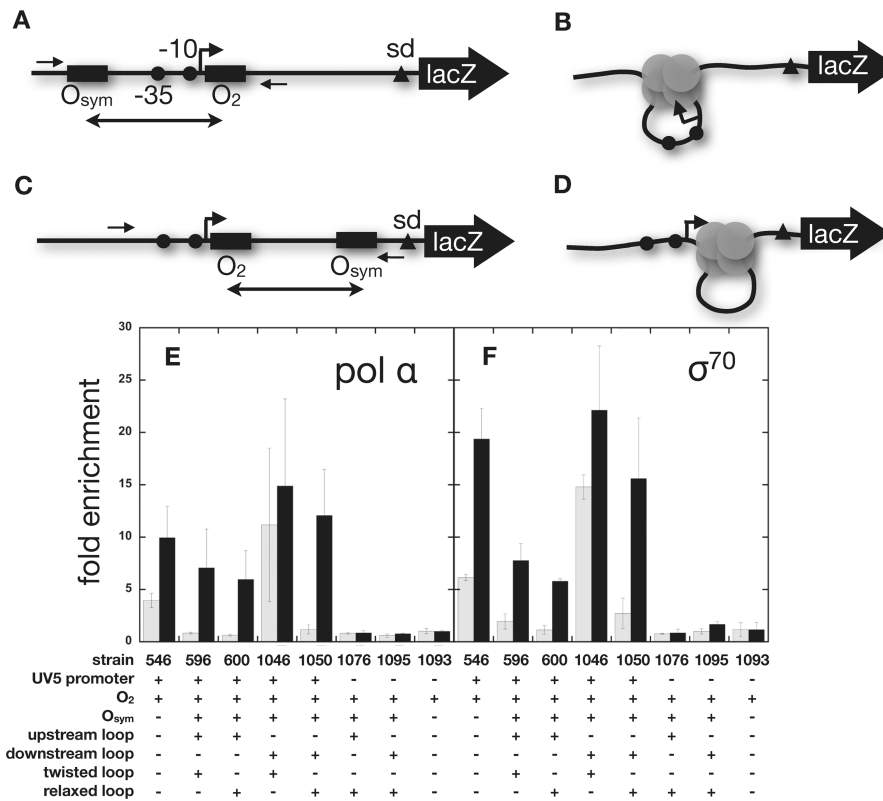 A
-10
sd
lacZ
Osym
-35
O2
B
lacZ
C
sd
lacZ
O2
Osym
D
lacZ
E
pol α
F
σ70
fold enrichment
30
25
20
15
10
5
0
strain 546 596 600 1046 1050 1076 1095 1093 546 596 600 1046 1050 1076 1095 1093
UV5 promoter + + + + + - - - + + + + + - - -
O2 + + + + + + + + + + + + + + + +
Osym - + + + + + + - - + + + + + + -
upstream loop - + + - - + - - - + + - - + - -
downstream loop - - - + + - + - - - - + + - + -
twisted loop - + - + - - - - - + - + - - - -
relaxed loop - - + - + + + - - - + - + + + -